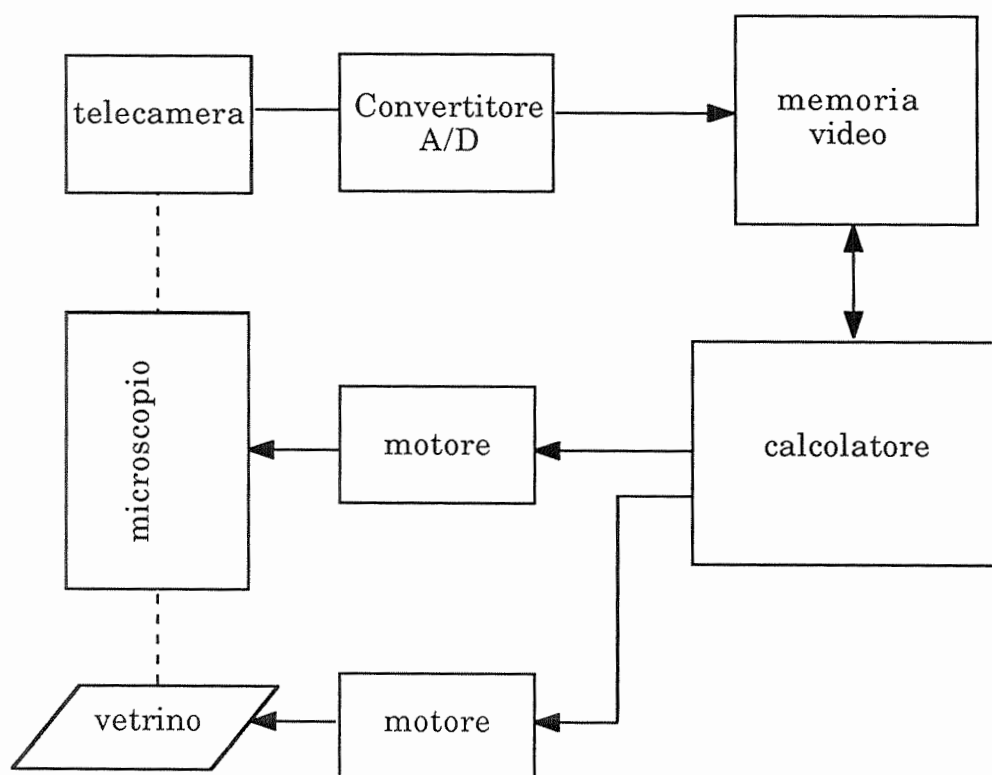 telecamera
Convertitore
A/D
memoria
video
microscopio
motore
calcolatore
vetrino
motore